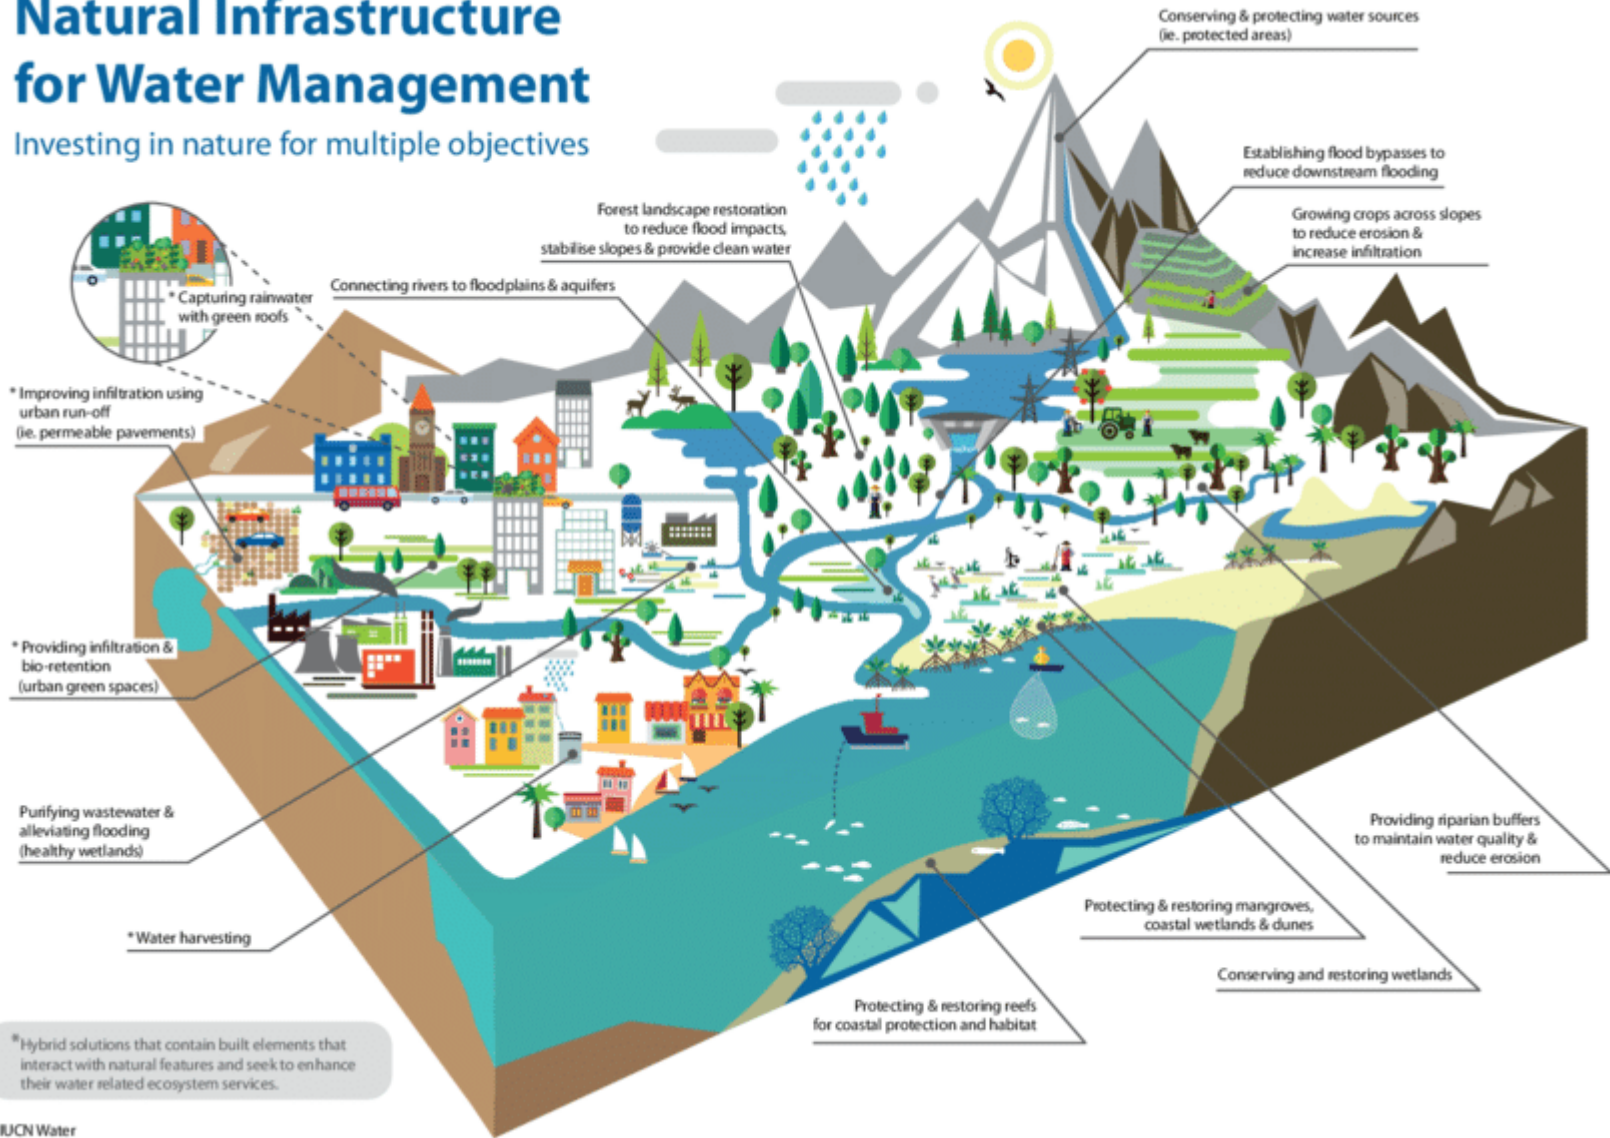 Natural Infrastructure
for Water Management
Investing in nature for multiple objectives
Conserving & protecting water sources
(ie. protected areas)
Establishing flood bypasses to
reduce downstream flooding
Growing crops across slopes
to reduce erosion &
increase infiltration
Forest landscape restoration
to reduce flood impacts,
stabilise slopes & provide clean water
Connecting rivers to floodplains & aquifers
* Capturing rainwater
with green roofs
* Improving infiltration using
urban run-off
(ie. permeable pavements)
* Providing infiltration &
bio-retention
(urban green spaces)
Purifying wastewater &
alleviating flooding
(healthy wetlands)
* Water harvesting
Providing riparian buffers
to maintain water quality &
reduce erosion
Protecting & restoring mangroves,
coastal wetlands & dunes
Conserving and restoring wetlands
Protecting & restoring reefs
for coastal protection and habitat
* Hybrid solutions that contain built elements that
interact with natural features and seek to enhance
their water related ecosystem services.
IUCN Water